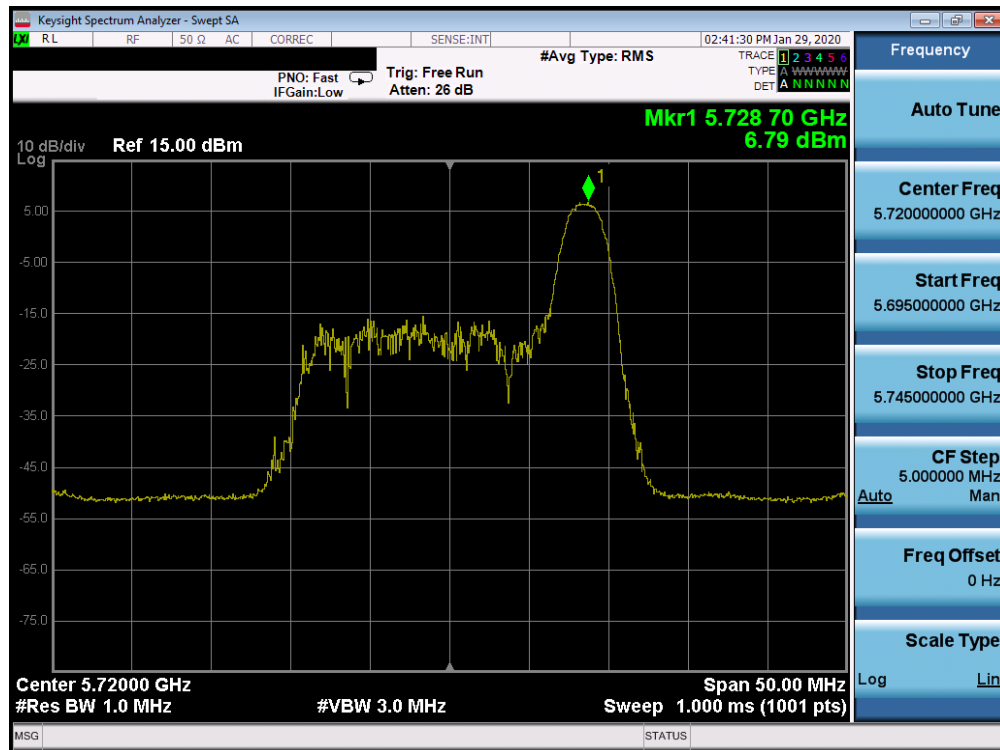 Keysight Spectrum Analyzer - Swept SA
LXI RL RF 50 Ω AC CORREC SENSE:INT 02:41:30 PM Jan 29, 2020
PNO: Fast
IFGain:Low
Trig: Free Run
Atten: 26 dB
#Avg Type: RMS
TRACE 1 2 3 4 5 6
TYPE A WWWWW
DET A N N N N N
Mkr1 5.728 70 GHz
6.79 dBm
10 dB/div Ref 15.00 dBm
Log
1
5.00
-5.00
-15.0
-25.0
-35.0
-45.0
-55.0
-65.0
-75.0
Center 5.72000 GHz
Span 50.00 MHz
#Res BW 1.0 MHz
#VBW 3.0 MHz
Sweep 1.000 ms (1001 pts)
MSG
STATUS
Frequency
Auto Tune
Center Freq
5.720000000 GHz
Start Freq
5.695000000 GHz
Stop Freq
5.745000000 GHz
CF Step
5.000000 MHz
Auto Man
Freq Offset
0 Hz
Scale Type
Log Lin